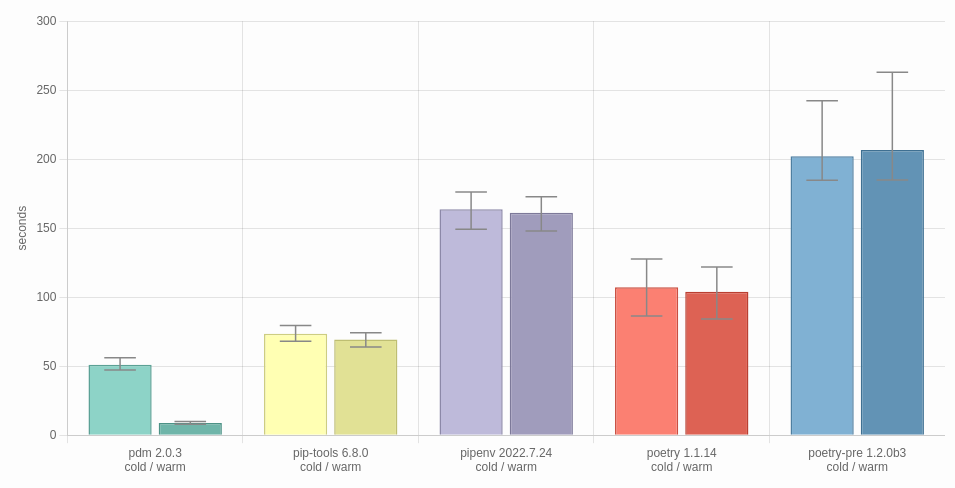 300
250
200
150
100
50
0
seconds
pdm 2.0.3
cold / warm
pip-tools 6.8.0
cold / warm
pipenv 2022.7.24
cold / warm
poetry 1.1.14
cold / warm
poetry-pre 1.2.0b3
cold / warm